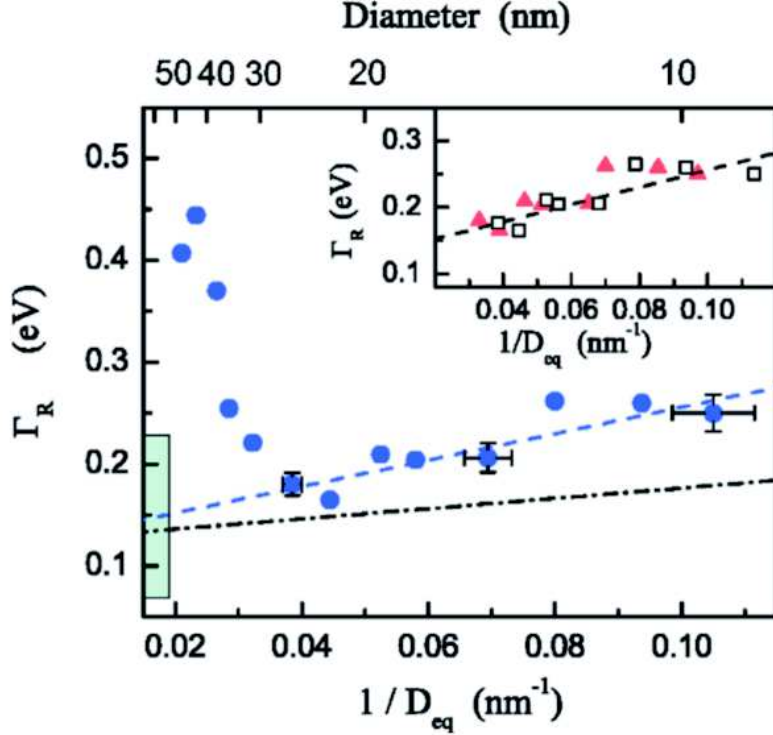 Diameter (nm)
50 40 30 20 10
0.5
0.4
0.3
0.2
0.1
Γ_R (eV)
0.02 0.04 0.06 0.08 0.10
1 / D_eq (nm⁻¹)
0.3
0.2
0.1
Γ_R (eV)
0.04 0.06 0.08 0.10
1/D_eq (nm⁻¹)